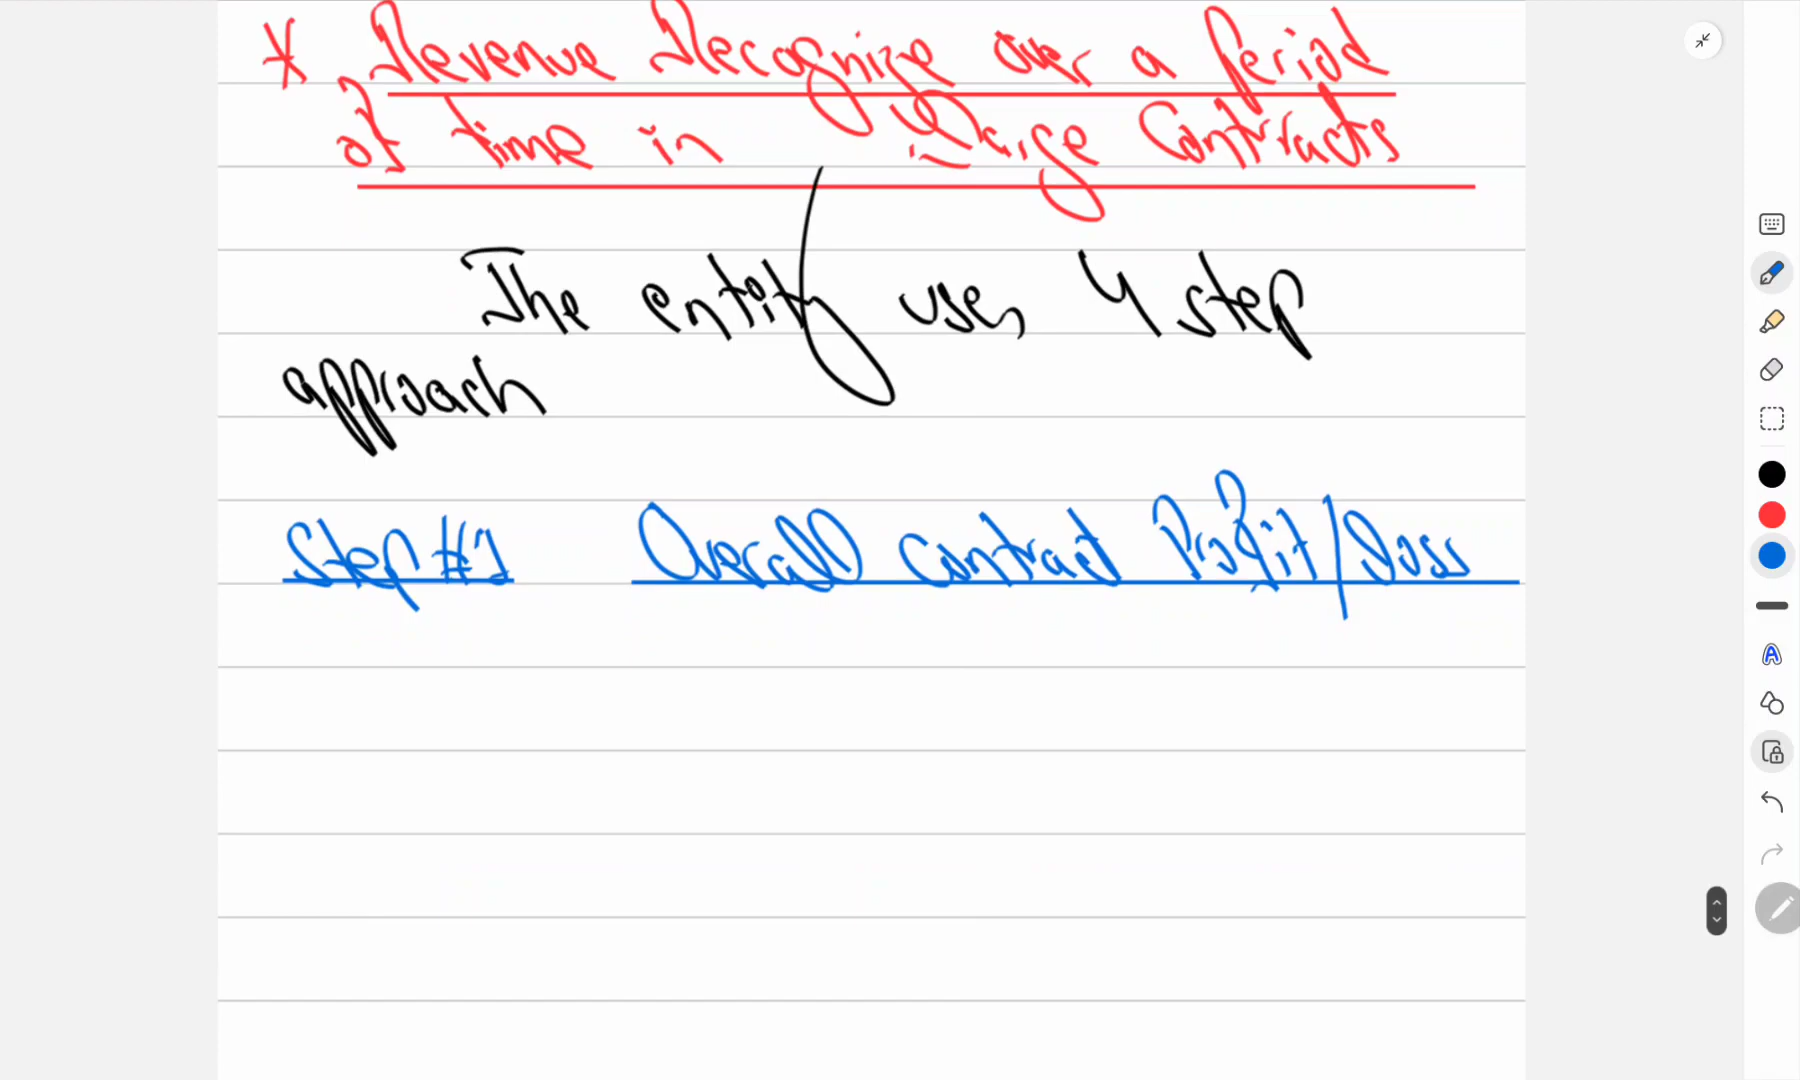 * Revenue Recognize over a Period
of time in Large Contracts
The entity uses 4 step
approach
Step #1 Overall Contract Profit/Loss